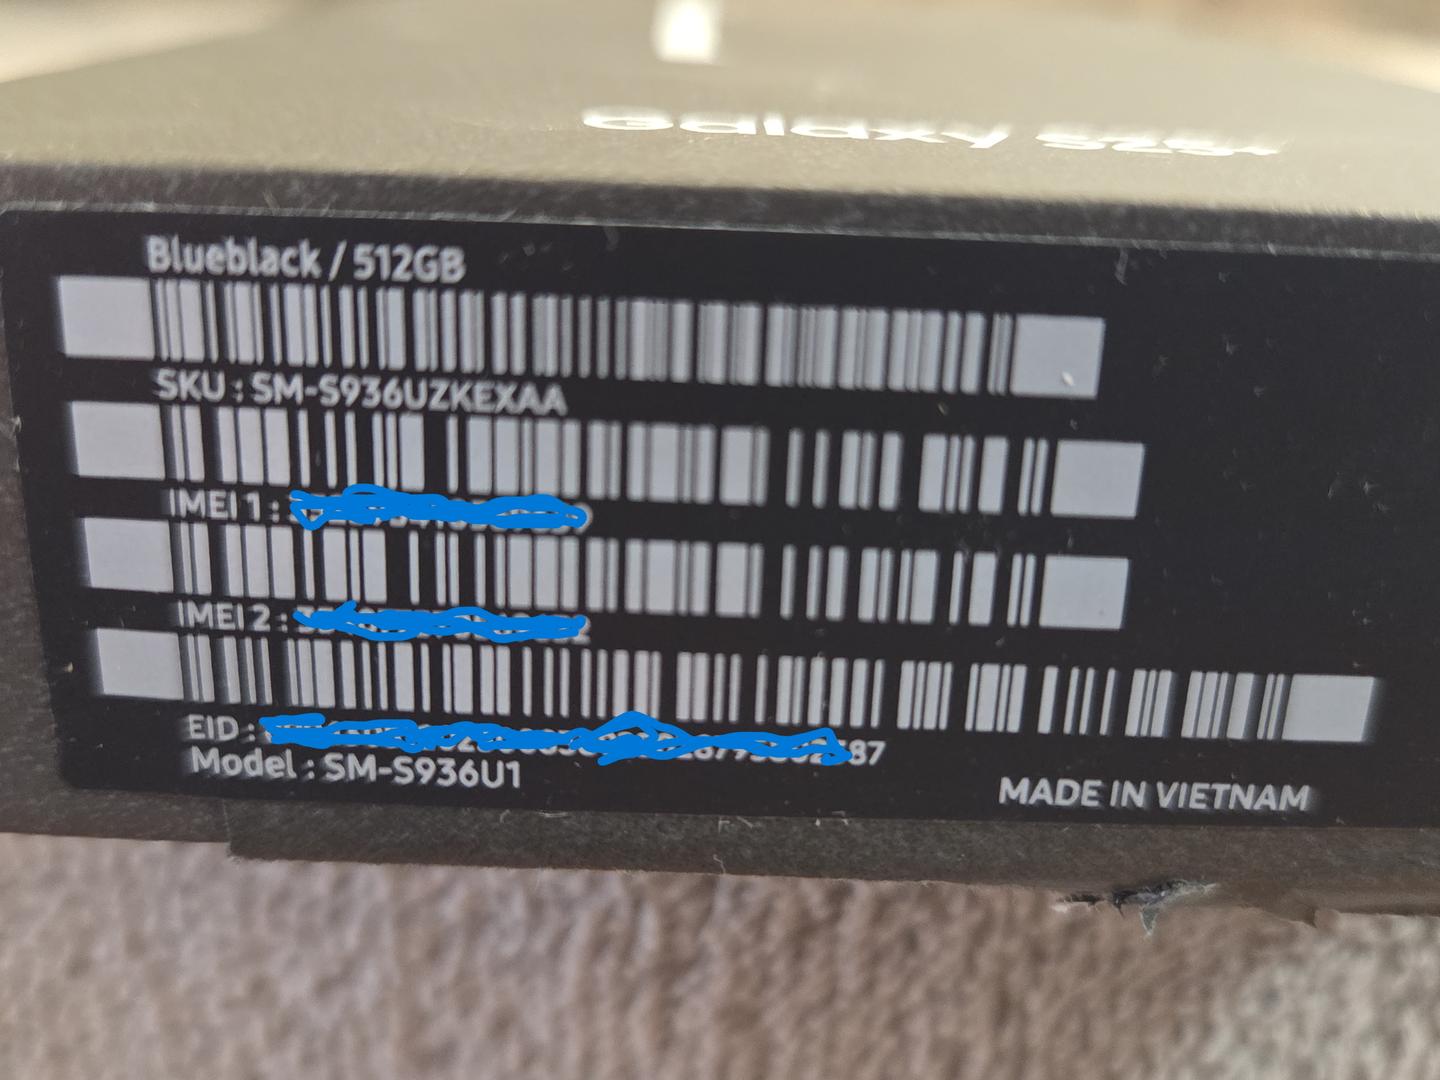 Galaxy S25+
Blueblack / 512GB
SKU : SM-S936UZKEXAA
IMEI 1 :
IMEI 2 :
EID :
Model : SM-S936U1
MADE IN VIETNAM